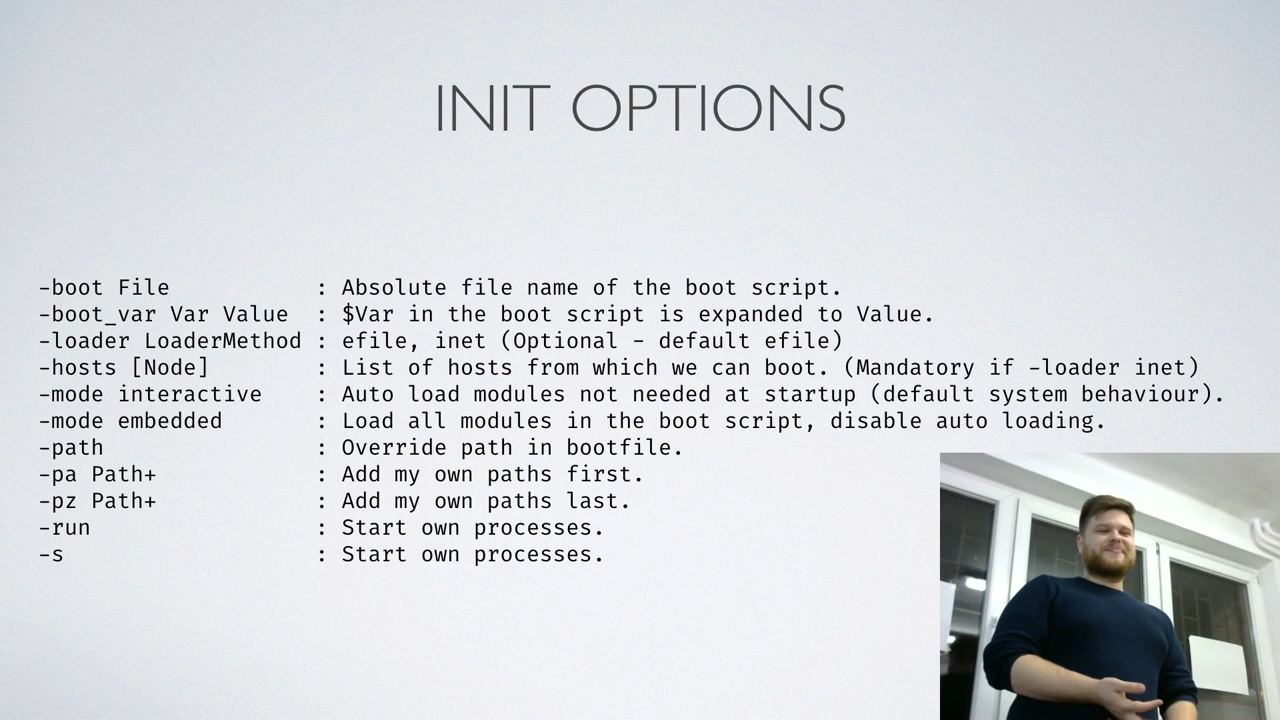 INIT OPTIONS
-boot File : Absolute file name of the boot script.
-boot_var Var Value : $Var in the boot script is expanded to Value.
-loader LoaderMethod : efile, inet (Optional - default efile)
-hosts [Node] : List of hosts from which we can boot. (Mandatory if -loader inet)
-mode interactive : Auto load modules not needed at startup (default system behaviour).
-mode embedded : Load all modules in the boot script, disable auto loading.
-path : Override path in bootfile.
-pa Path+ : Add my own paths first.
-pz Path+ : Add my own paths last.
-run : Start own processes.
-s : Start own processes.